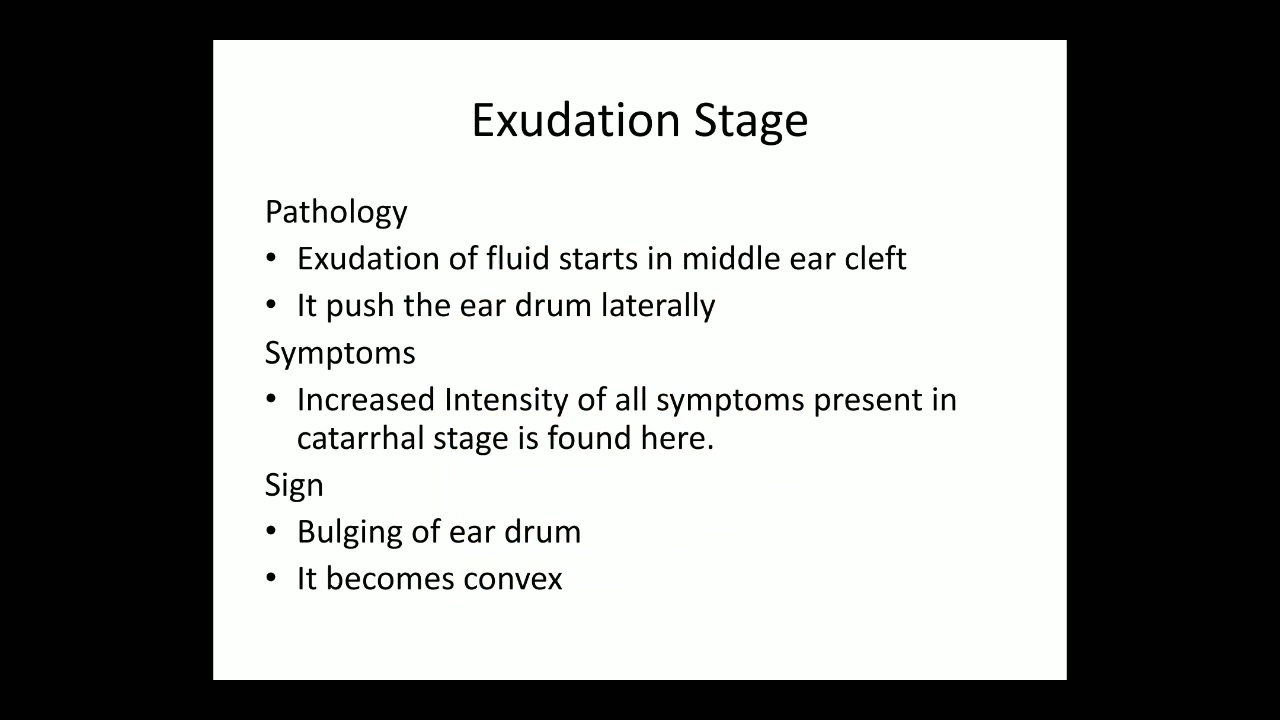 Exudation Stage
Pathology
• Exudation of fluid starts in middle ear cleft
• It push the ear drum laterally
Symptoms
• Increased Intensity of all symptoms present in
catarrhal stage is found here.
Sign
• Bulging of ear drum
• It becomes convex